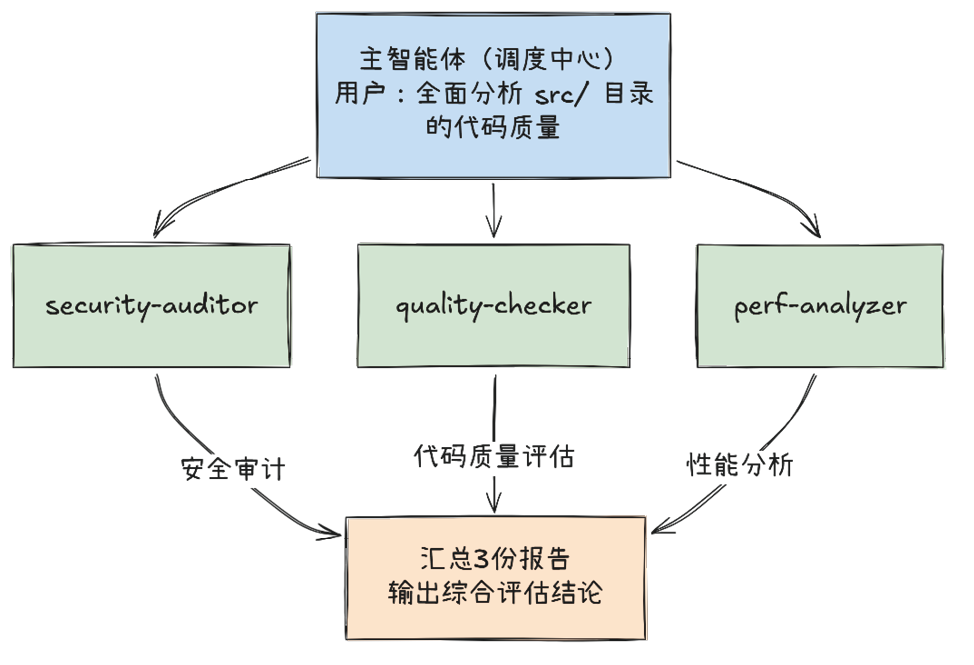 主智能体（调度中心）
用户：全面分析 src/ 目录
的代码质量
security-auditor
quality-checker
perf-analyzer
安全审计
代码质量评估
性能分析
汇总3份报告
输出综合评估结论